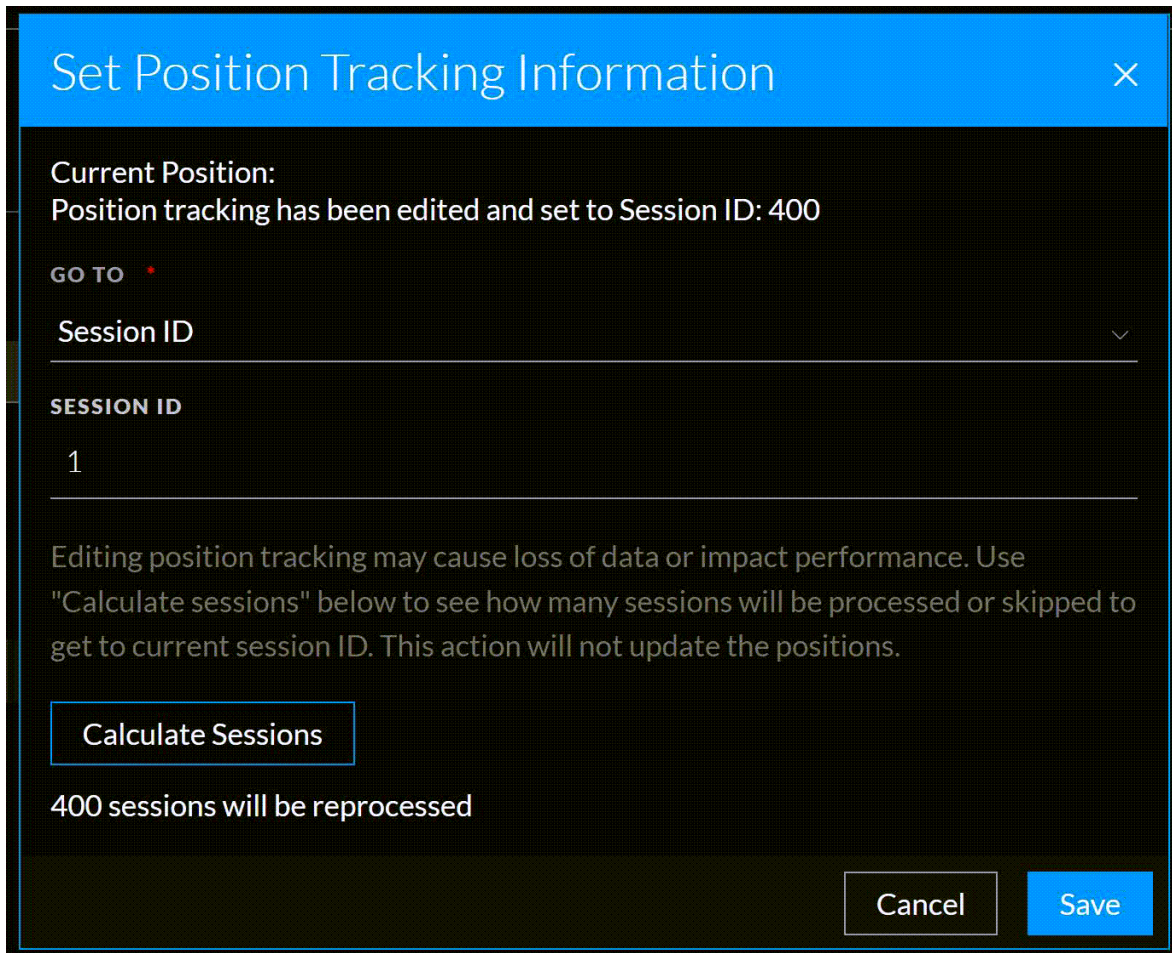 Set Position Tracking Information
Current Position:
Position tracking has been edited and set to Session ID: 400
GO TO *
Session ID
SESSION ID
1
Editing position tracking may cause loss of data or impact performance. Use
"Calculate sessions" below to see how many sessions will be processed or skipped to
get to current session ID. This action will not update the positions.
Calculate Sessions
400 sessions will be reprocessed
Cancel Save